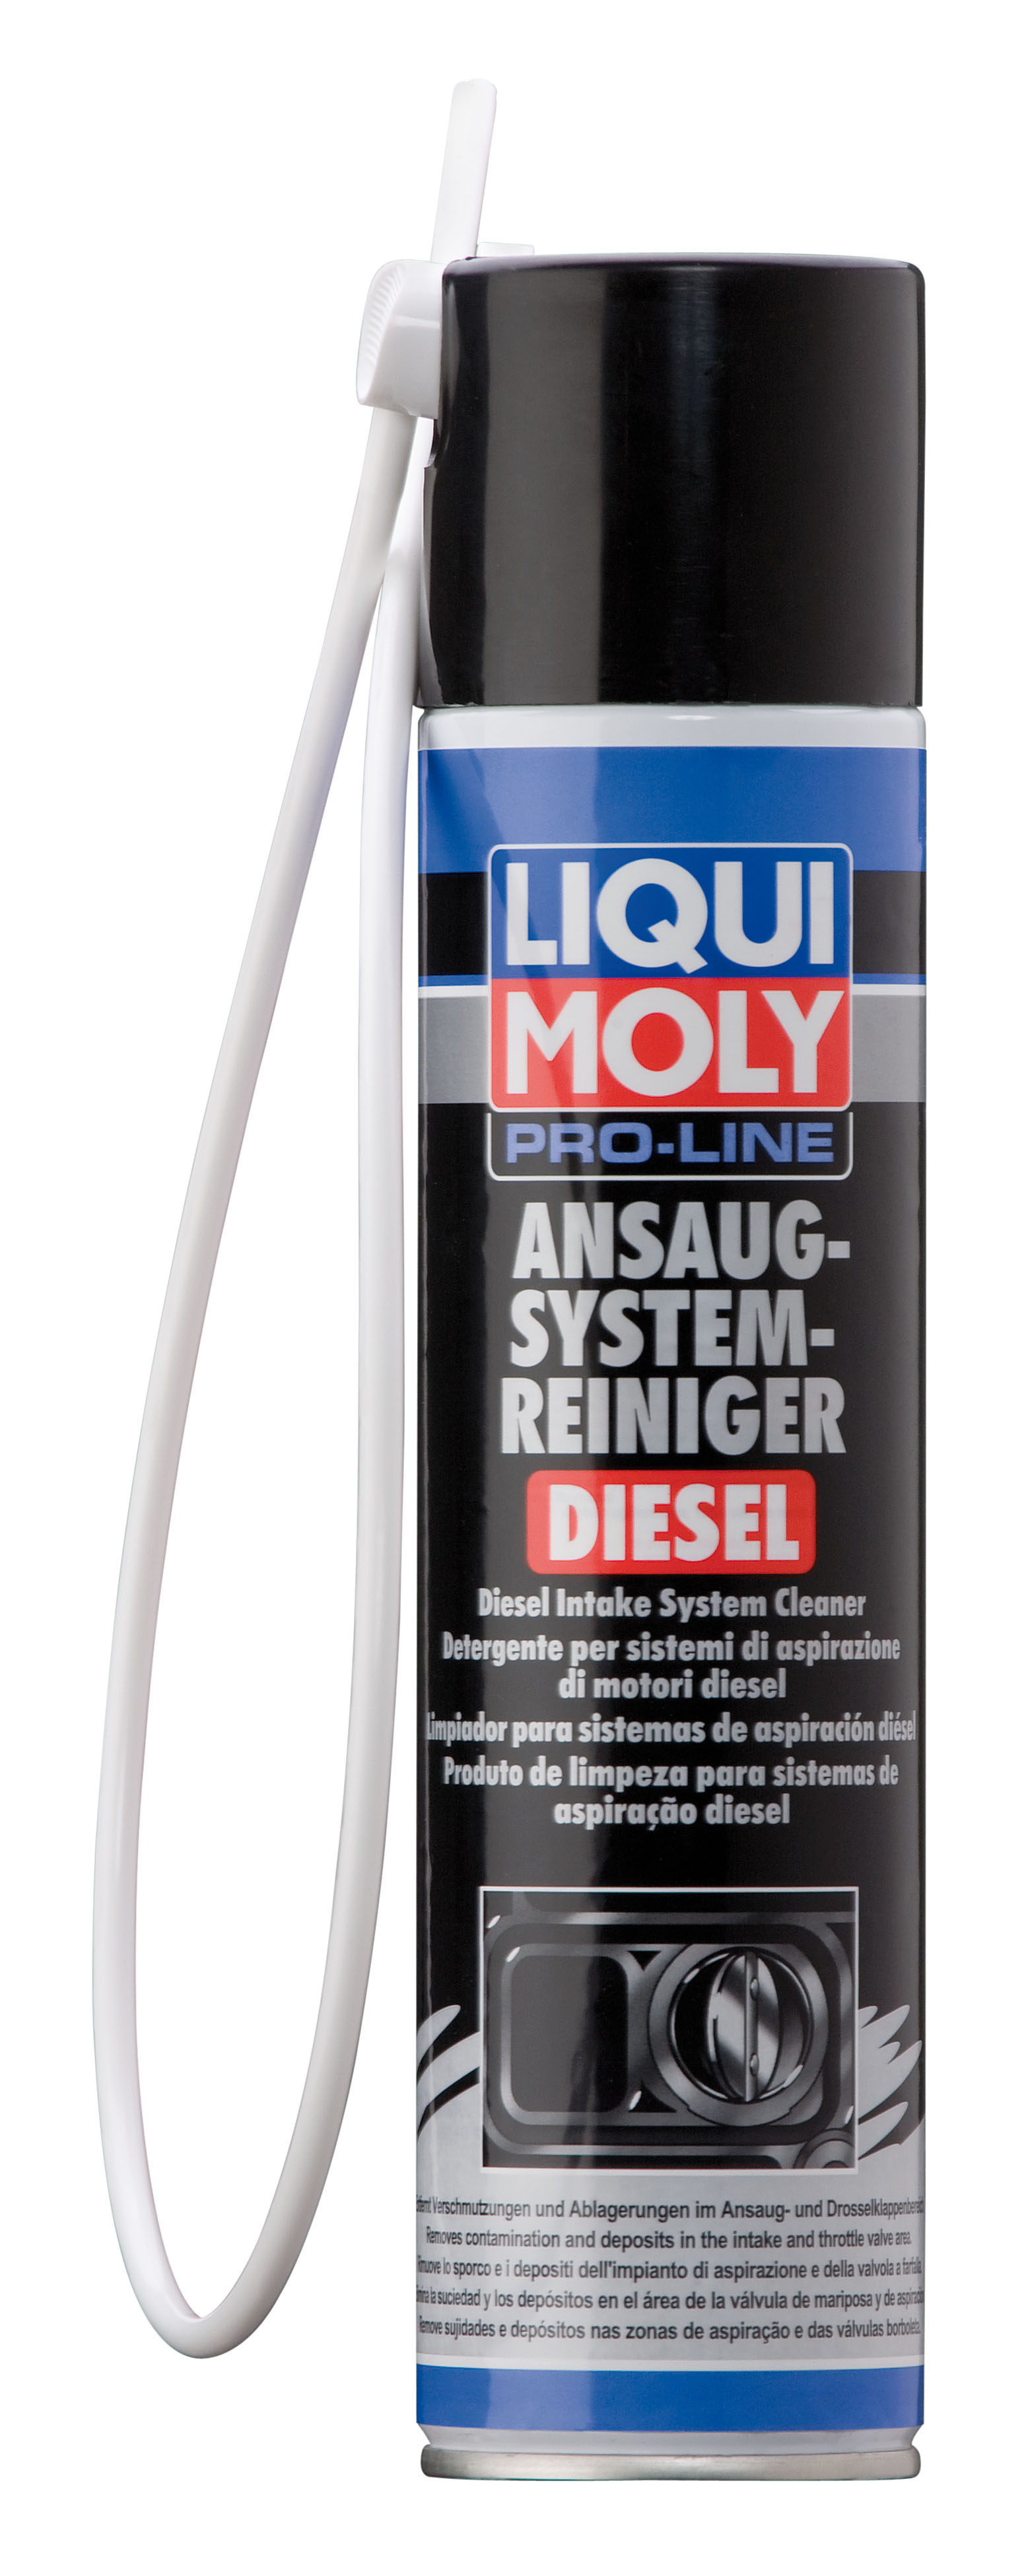 LIQUI
MOLY
PRO-LINE
ANSAUG-
SYSTEM-
REINIGER
DIESEL
Diesel Intake System Cleaner
Detergente per sistemi di aspirazione
di motori diesel
Limpiador para sistemas de aspiración diésel
Produto de limpeza para sistemas de
aspiração diesel
Verschmutzungen und Ablagerungen im Ansaug- und Drosselklappenbereich
Removes contamination and deposits in the intake and throttle valve area.
lo sporco e i depositi dell'impianto di aspirazione e della valvola a farfalla
la suciedad y los depósitos en el área de la válvula de mariposa y de
Remove sujidades e depósitos nas zonas de aspiração e das válvulas borboleta.